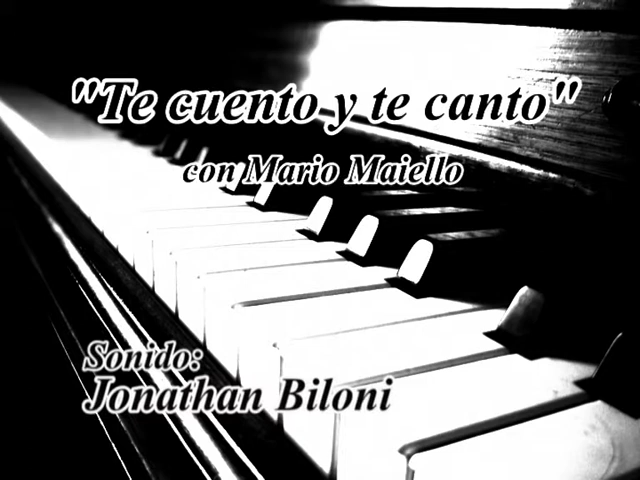 "Te cuento y te canto"
con Mario Maiello
Sonido:
Jonathan Biloni